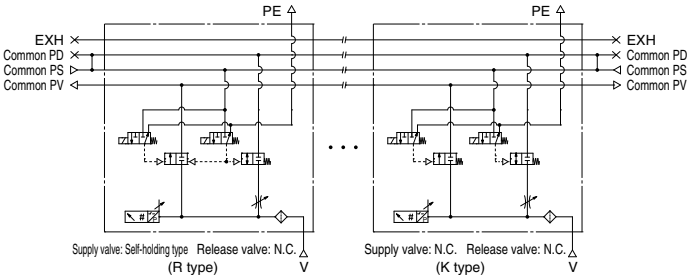 PE PE
EXH EXH
Common PD Common PD
Common PS Common PS
Common PV Common PV
# #
Supply valve: Self-holding type Release valve: N.C. V Supply valve: N.C. Release valve: N.C. V
(R type) (K type)